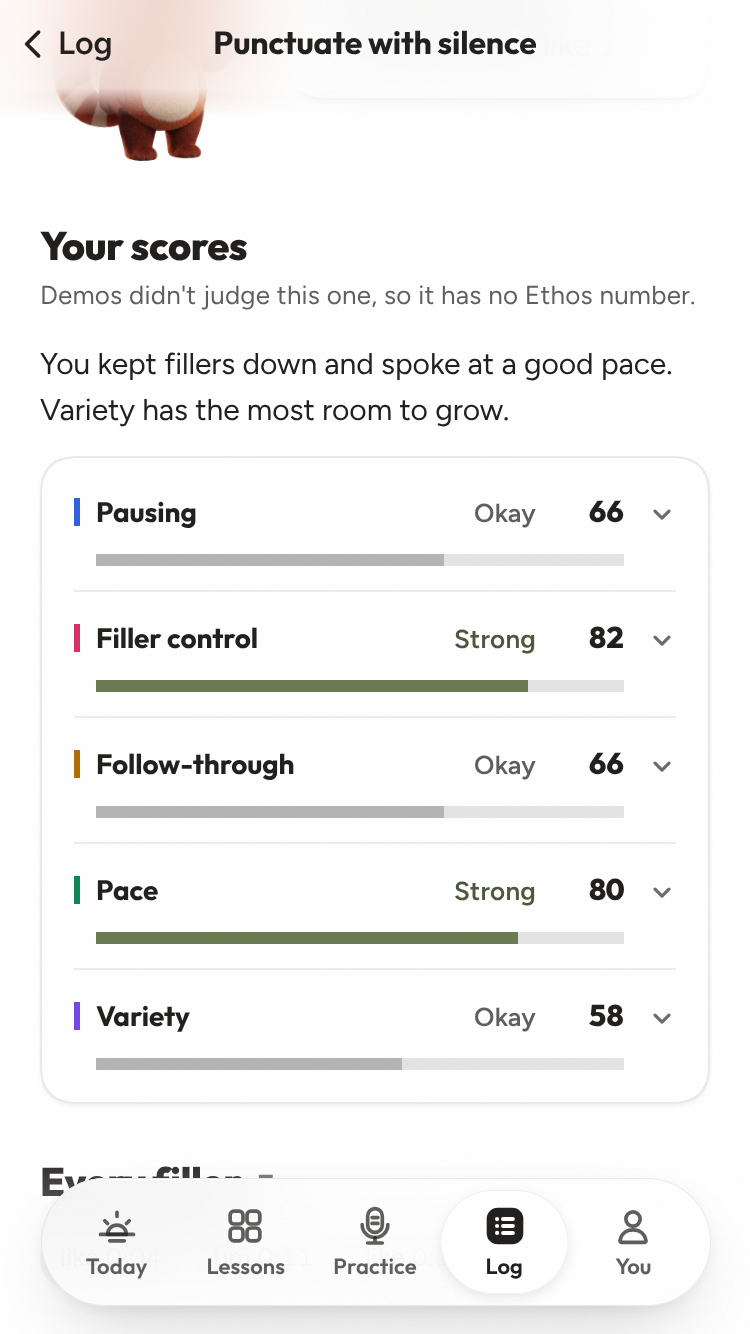 Log
Punctuate with silence
Your scores
Demos didn't judge this one, so it has no Ethos number.
You kept fillers down and spoke at a good pace.
Variety has the most room to grow.
Pausing Okay 66
Filler control Strong 82
Follow-through Okay 66
Pace Strong 80
Variety Okay 58
Every filler
Today Lessons Practice Log You